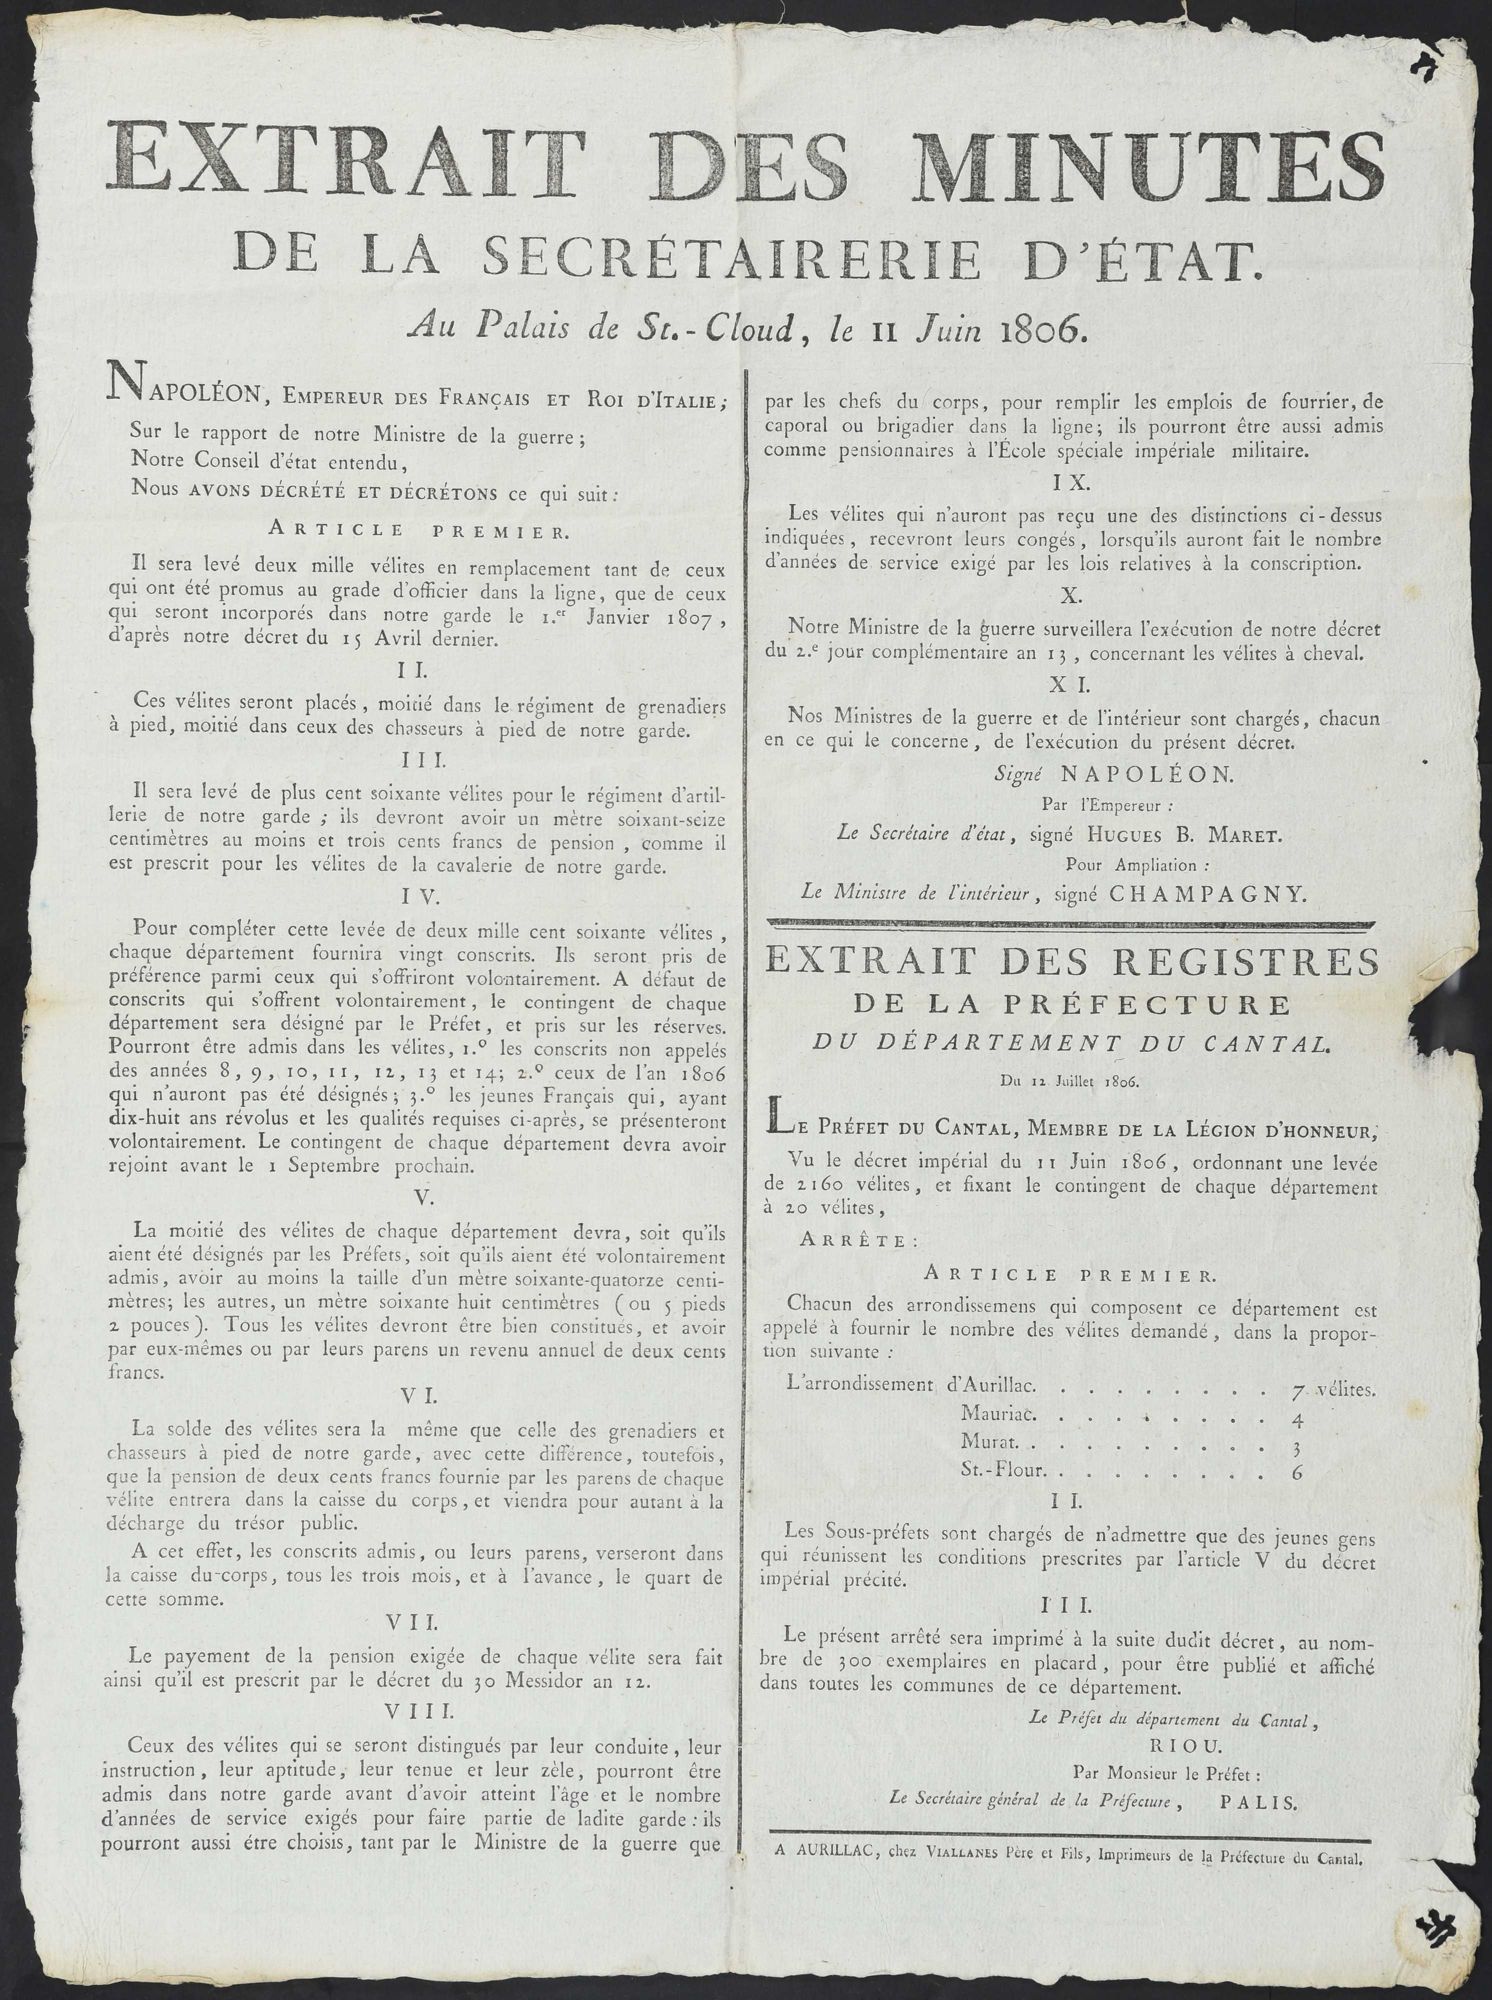 EXTRAIT DES MINUTES
DE LA SECRÉTAIRERIE D'ÉTAT.
Au Palais de St.-Cloud, le 11 Juin 1806.
NAPOLÉON, EMPEREUR DES FRANÇAIS ET ROI D'ITALIE;
Sur le rapport de notre Ministre de la guerre;
Notre Conseil d'état entendu,
Nous AVONS DÉCRÉTÉ ET DÉCRÉTONS ce qui suit:
ARTICLE PREMIER.
Il sera levé deux mille vélites en remplacement tant de ceux
qui ont été promus au grade d'officier dans la ligne, que de ceux
qui seront incorporés dans notre garde le 1.er Janvier 1807,
d'après notre décret du 15 Avril dernier.
II.
Ces vélites seront placés, moitié dans le régiment de grenadiers
à pied, moitié dans ceux des chasseurs à pied de notre garde.
III.
Il sera levé de plus cent soixante vélites pour le régiment d'artil-
lerie de notre garde; ils devront avoir un mètre soixant-seize
centimètres au moins et trois cents francs de pension, comme il
est prescrit pour les vélites de la cavalerie de notre garde.
IV.
Pour compléter cette levée de deux mille cent soixante vélites,
chaque département fournira vingt conscrits. Ils seront pris de
préférence parmi ceux qui s'offriront volontairement. A défaut de
conscrits qui s'offrent volontairement, le contingent de chaque
département sera désigné par le Préfet, et pris sur les réserves.
Pourront être admis dans les vélites, 1.º les conscrits non appelés
des années 8, 9, 10, 11, 12, 13 et 14; 2.º ceux de l'an 1806
qui n'auront pas été désignés; 3.º les jeunes Français qui, ayant
dix-huit ans révolus et les qualités requises ci-après, se présenteront
volontairement. Le contingent de chaque département devra avoir
rejoint avant le 1 Septembre prochain.
V.
La moitié des vélites de chaque département devra, soit qu'ils
aient été désignés par les Préfets, soit qu'ils aient été volontairement
admis, avoir au moins la taille d'un mètre soixante-quatorze centi-
mètres; les autres, un mètre soixante huit centimètres (ou 5 pieds
2 pouces). Tous les vélites devront être bien constitués, et avoir
par eux-mêmes ou par leurs parens un revenu annuel de deux cents
francs.
VI.
La solde des vélites sera la même que celle des grenadiers et
chasseurs à pied de notre garde, avec cette différence, toutefois,
que la pension de deux cents francs fournie par les parens de chaque
vélite entrera dans la caisse du corps, et viendra pour autant à la
décharge du trésor public.
A cet effet, les conscrits admis, ou leurs parens, verseront dans
la caisse du-corps, tous les trois mois, et à l'avance, le quart de
cette somme.
VII.
Le payement de la pension exigée de chaque vélite sera fait
ainsi qu'il est prescrit par le décret du 30 Messidor an 12.
VIII.
Ceux des vélites qui se seront distingués par leur conduite, leur
instruction, leur aptitude, leur tenue et leur zèle, pourront être
admis dans notre garde avant d'avoir atteint l'âge et le nombre
d'années de service exigés pour faire partie de ladite garde: ils
pourront aussi étre choisis, tant par le Ministre de la guerre que
par les chefs du corps, pour remplir les emplois de fourrier, de
caporal ou brigadier dans la ligne; ils pourront être aussi admis
comme pensionnaires à l'École spéciale impériale militaire.
IX.
Les vélites qui n'auront pas reçu une des distinctions ci-dessus
indiquées, recevront leurs congés, lorsqu'ils auront fait le nombre
d'années de service exigé par les lois relatives à la conscription.
X.
Notre Ministre de la guerre surveillera l'exécution de notre décret
du 2.e jour complémentaire an 13, concernant les vélites à cheval.
XI.
Nos Ministres de la guerre et de l'intérieur sont chargés, chacun
en ce qui le concerne, de l'exécution du présent décret.
Signé NAPOLÉON.
Par l'Empereur:
Le Secrétaire d'état, signé HUGUES B. MARET.
Pour Ampliation:
Le Ministre de l'intérieur, signé CHAMPAGNY.
EXTRAIT DES REGISTRES
DE LA PRÉFECTURE
DU DÉPARTEMENT DU CANTAL.
Du 12 Juillet 1806.
LE PRÉFET DU CANTAL, MEMBRE DE LA LÉGION D'HONNEUR,
Vu le décret impérial du 11 Juin 1806, ordonnant une levée
de 2160 vélites, et fixant le contingent de chaque département
à 20 vélites,
ARRÊTE:
ARTICLE PREMIER.
Chacun des arrondissemens qui composent ce département est
appelé à fournir le nombre des vélites demandé, dans la propor-
tion suivante:
L'arrondissement d'Aurillac. . . . . . . . . 7 vélites.
Mauriac. . . . . . . . . 4
Murat. . . . . . . . . . 3
St.-Flour. . . . . . . . . 6
II.
Les Sous-préfets sont chargés de n'admettre que des jeunes gens
qui réunissent les conditions prescrites par l'article V du décret
impérial précité.
III.
Le présent arrêté sera imprimé à la suite dudit décret, au nom-
bre de 300 exemplaires en placard, pour être publié et affiché
dans toutes les communes de ce département.
Le Préfet du département du Cantal,
RIOU.
Par Monsieur le Préfet:
Le Secrétaire général de la Préfecture, PALIS.
A AURILLAC, chez VIALLANES Père et Fils, Imprimeurs de la Préfecture du Cantal.